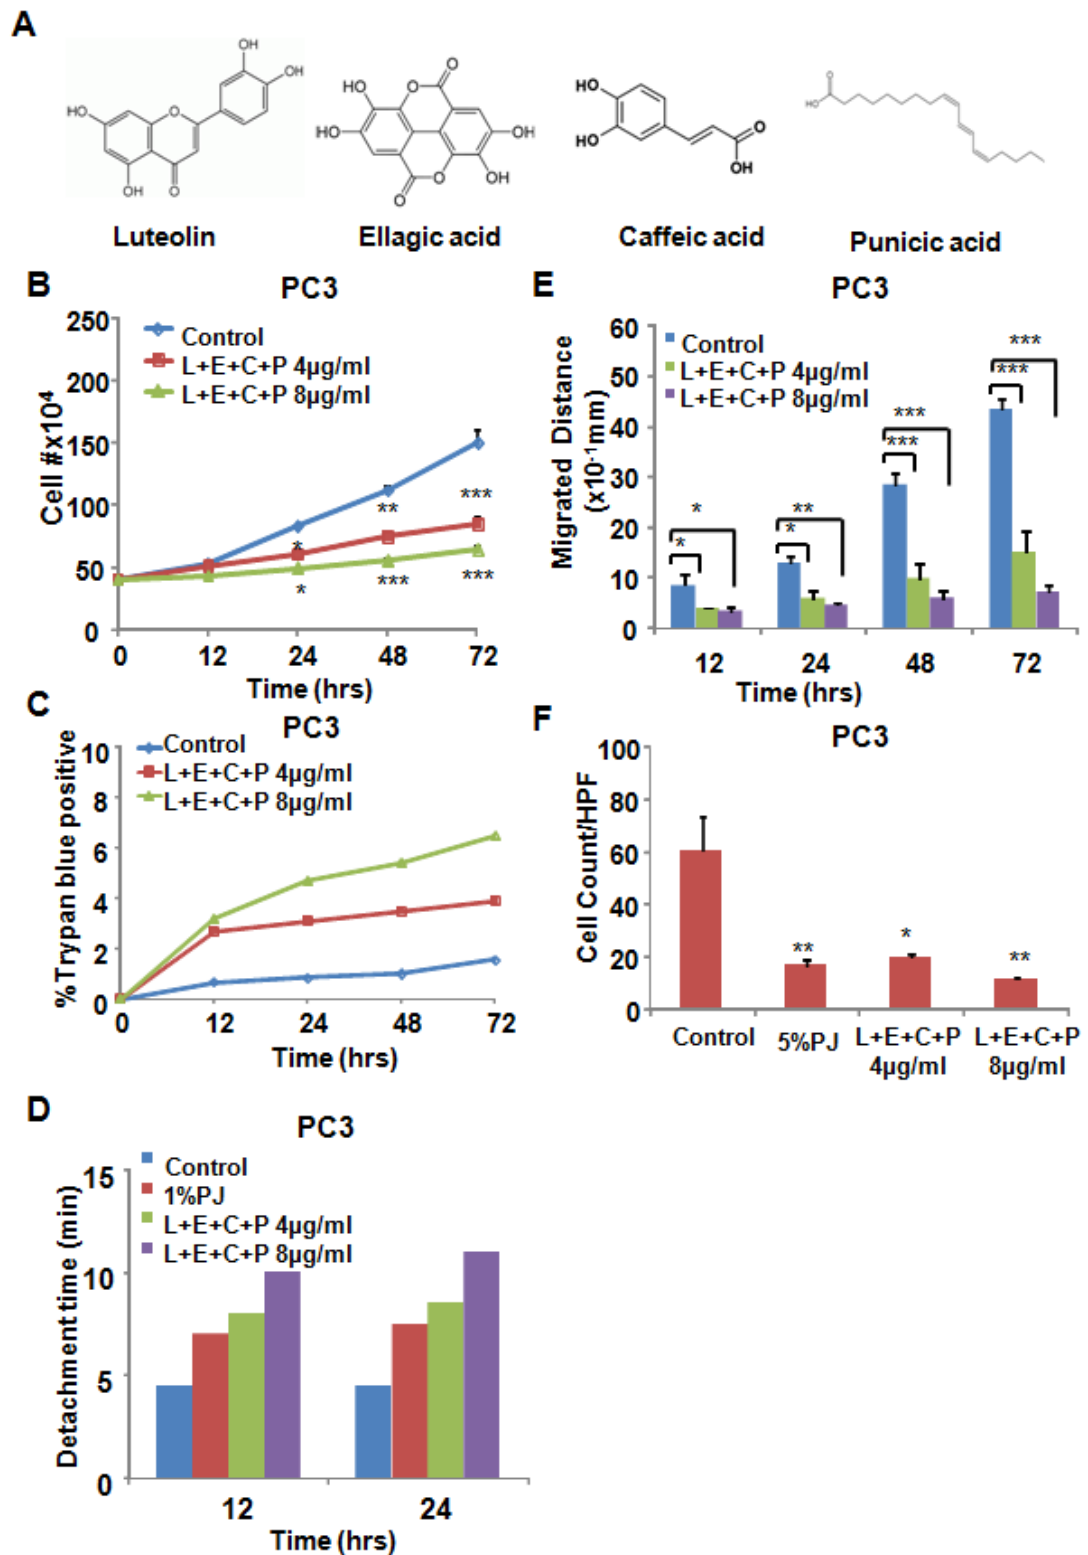 A
OH
OH
HO
O
OH
O
Luteolin
O
O
HO
HO
OH
O
OH
O
Ellagic acid
HO
HO
O
OH
Caffeic acid
O
HO
Punicic acid
B
PC3
250
200
150
100
50
0
Cell #x10⁴
Control
L+E+C+P 4µg/ml
L+E+C+P 8µg/ml
*
**
***
*
***
***
0 12 24 48 72
Time (hrs)
C
PC3
10
8
6
4
2
0
% Trypan blue positive
Control
L+E+C+P 4µg/ml
L+E+C+P 8µg/ml
0 12 24 48 72
Time (hrs)
D
PC3
15
10
5
0
Detachment time (min)
Control
1%PJ
L+E+C+P 4µg/ml
L+E+C+P 8µg/ml
12 24
Time (hrs)
E
PC3
60
50
40
30
20
10
0
Migrated Distance
(x10⁻¹mm)
Control
L+E+C+P 4µg/ml
L+E+C+P 8µg/ml
*
*
**
*
***
***
***
***
12 24 48 72
Time (hrs)
F
PC3
100
80
60
40
20
0
Cell Count/HPF
**
*
**
Control
5%PJ
L+E+C+P
4µg/ml
L+E+C+P
8µg/ml